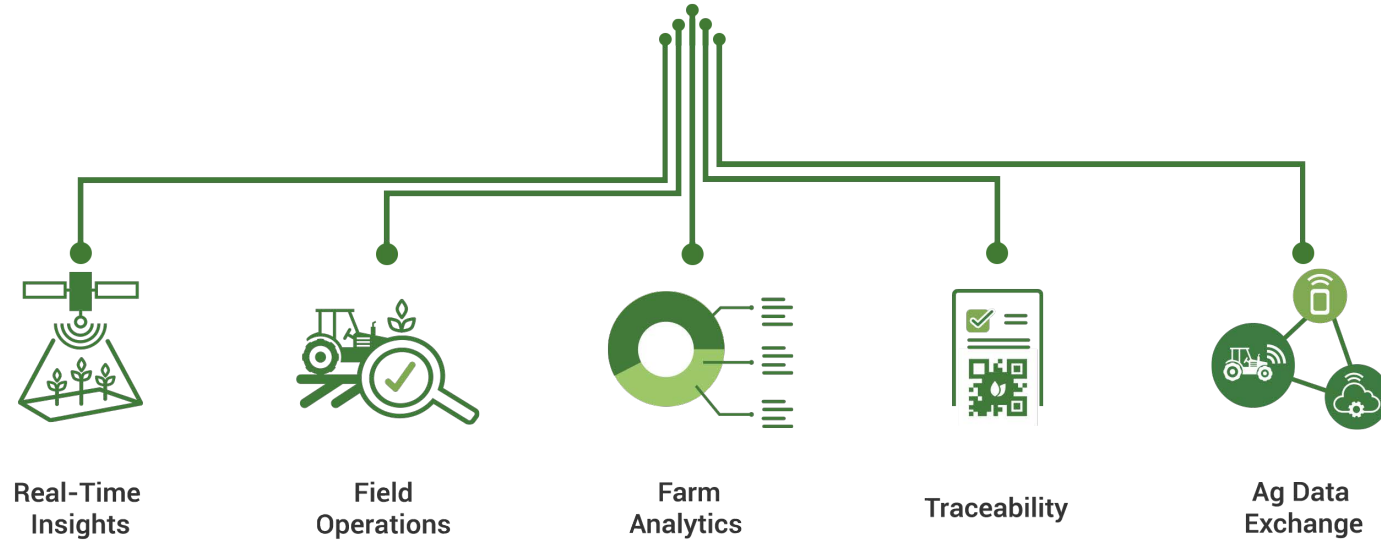 Real-Time
Insights
Field
Operations
Farm
Analytics
Traceability
Ag Data
Exchange